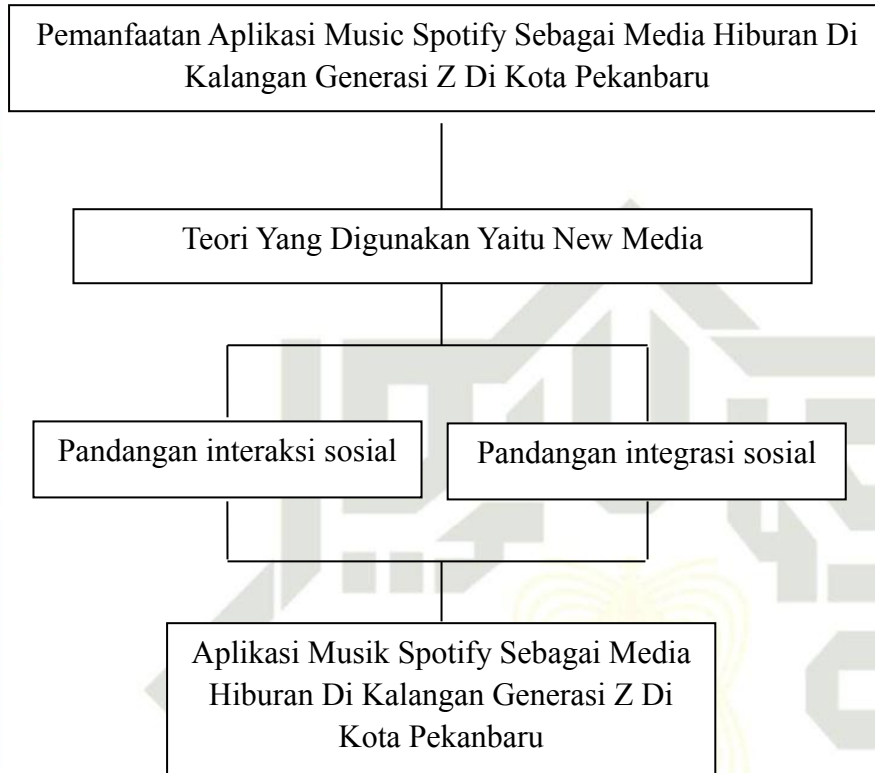 Pemanfaatan Aplikasi Music Spotify Sebagai Media Hiburan Di
Kalangan Generasi Z Di Kota Pekanbaru
Teori Yang Digunakan Yaitu New Media
Pandangan interaksi sosial
Pandangan integrasi sosial
Aplikasi Musik Spotify Sebagai Media
Hiburan Di Kalangan Generasi Z Di
Kota Pekanbaru